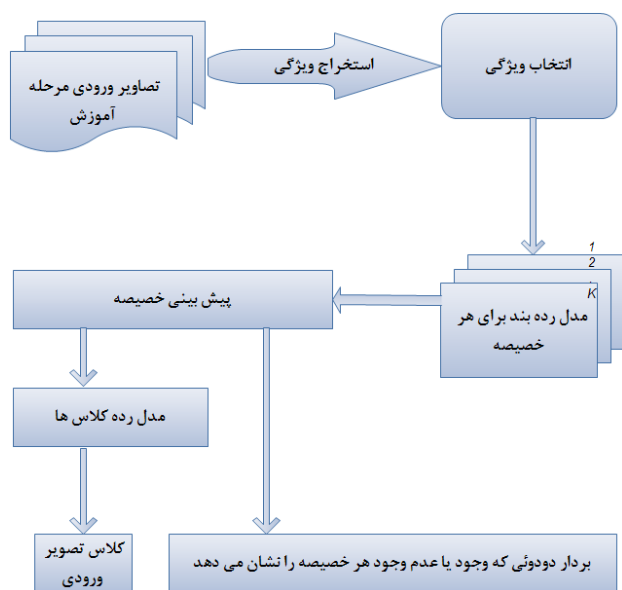 تصاویر ورودی مرحله
آموزش
استخراج ویژگی
انتخاب ویژگی
1
2
K
مدل رده بند برای هر
خصیصه
پیش بینی خصیصه
مدل رده کلاس ها
کلاس تصویر
ورودی
بردار دودوئی که وجود یا عدم وجود هر خصیصه را نشان می دهد